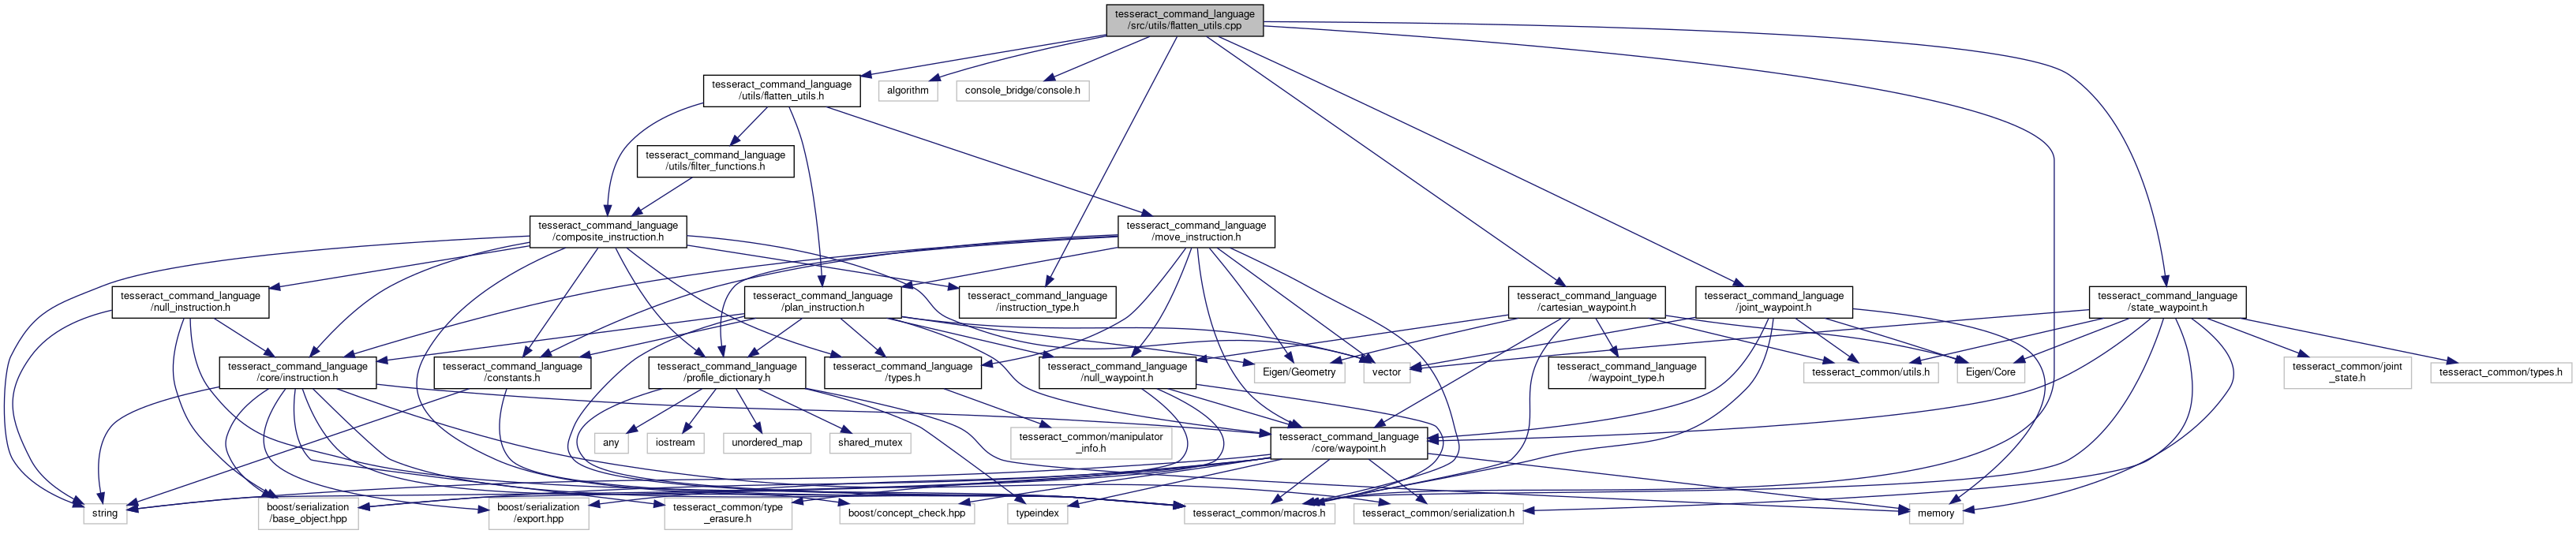 tesseract_command_language
/src/utils/flatten_utils.cpp
tesseract_command_language
/utils/flatten_utils.h
algorithm
console_bridge/console.h
tesseract_command_language
/utils/filter_functions.h
tesseract_command_language
/composite_instruction.h
tesseract_command_language
/move_instruction.h
tesseract_command_language
/null_instruction.h
tesseract_command_language
/plan_instruction.h
tesseract_command_language
/instruction_type.h
tesseract_command_language
/cartesian_waypoint.h
tesseract_command_language
/joint_waypoint.h
tesseract_command_language
/state_waypoint.h
tesseract_command_language
/core/instruction.h
tesseract_command_language
/constants.h
tesseract_command_language
/profile_dictionary.h
tesseract_command_language
/types.h
tesseract_command_language
/null_waypoint.h
Eigen/Geometry
vector
tesseract_command_language
/waypoint_type.h
tesseract_common/utils.h
Eigen/Core
tesseract_common/joint
_state.h
tesseract_common/types.h
any
iostream
unordered_map
shared_mutex
tesseract_common/manipulator
_info.h
tesseract_command_language
/core/waypoint.h
string
boost/serialization
/base_object.hpp
boost/serialization
/export.hpp
tesseract_common/type
_erasure.h
boost/concept_check.hpp
typeindex
tesseract_common/macros.h
tesseract_common/serialization.h
memory